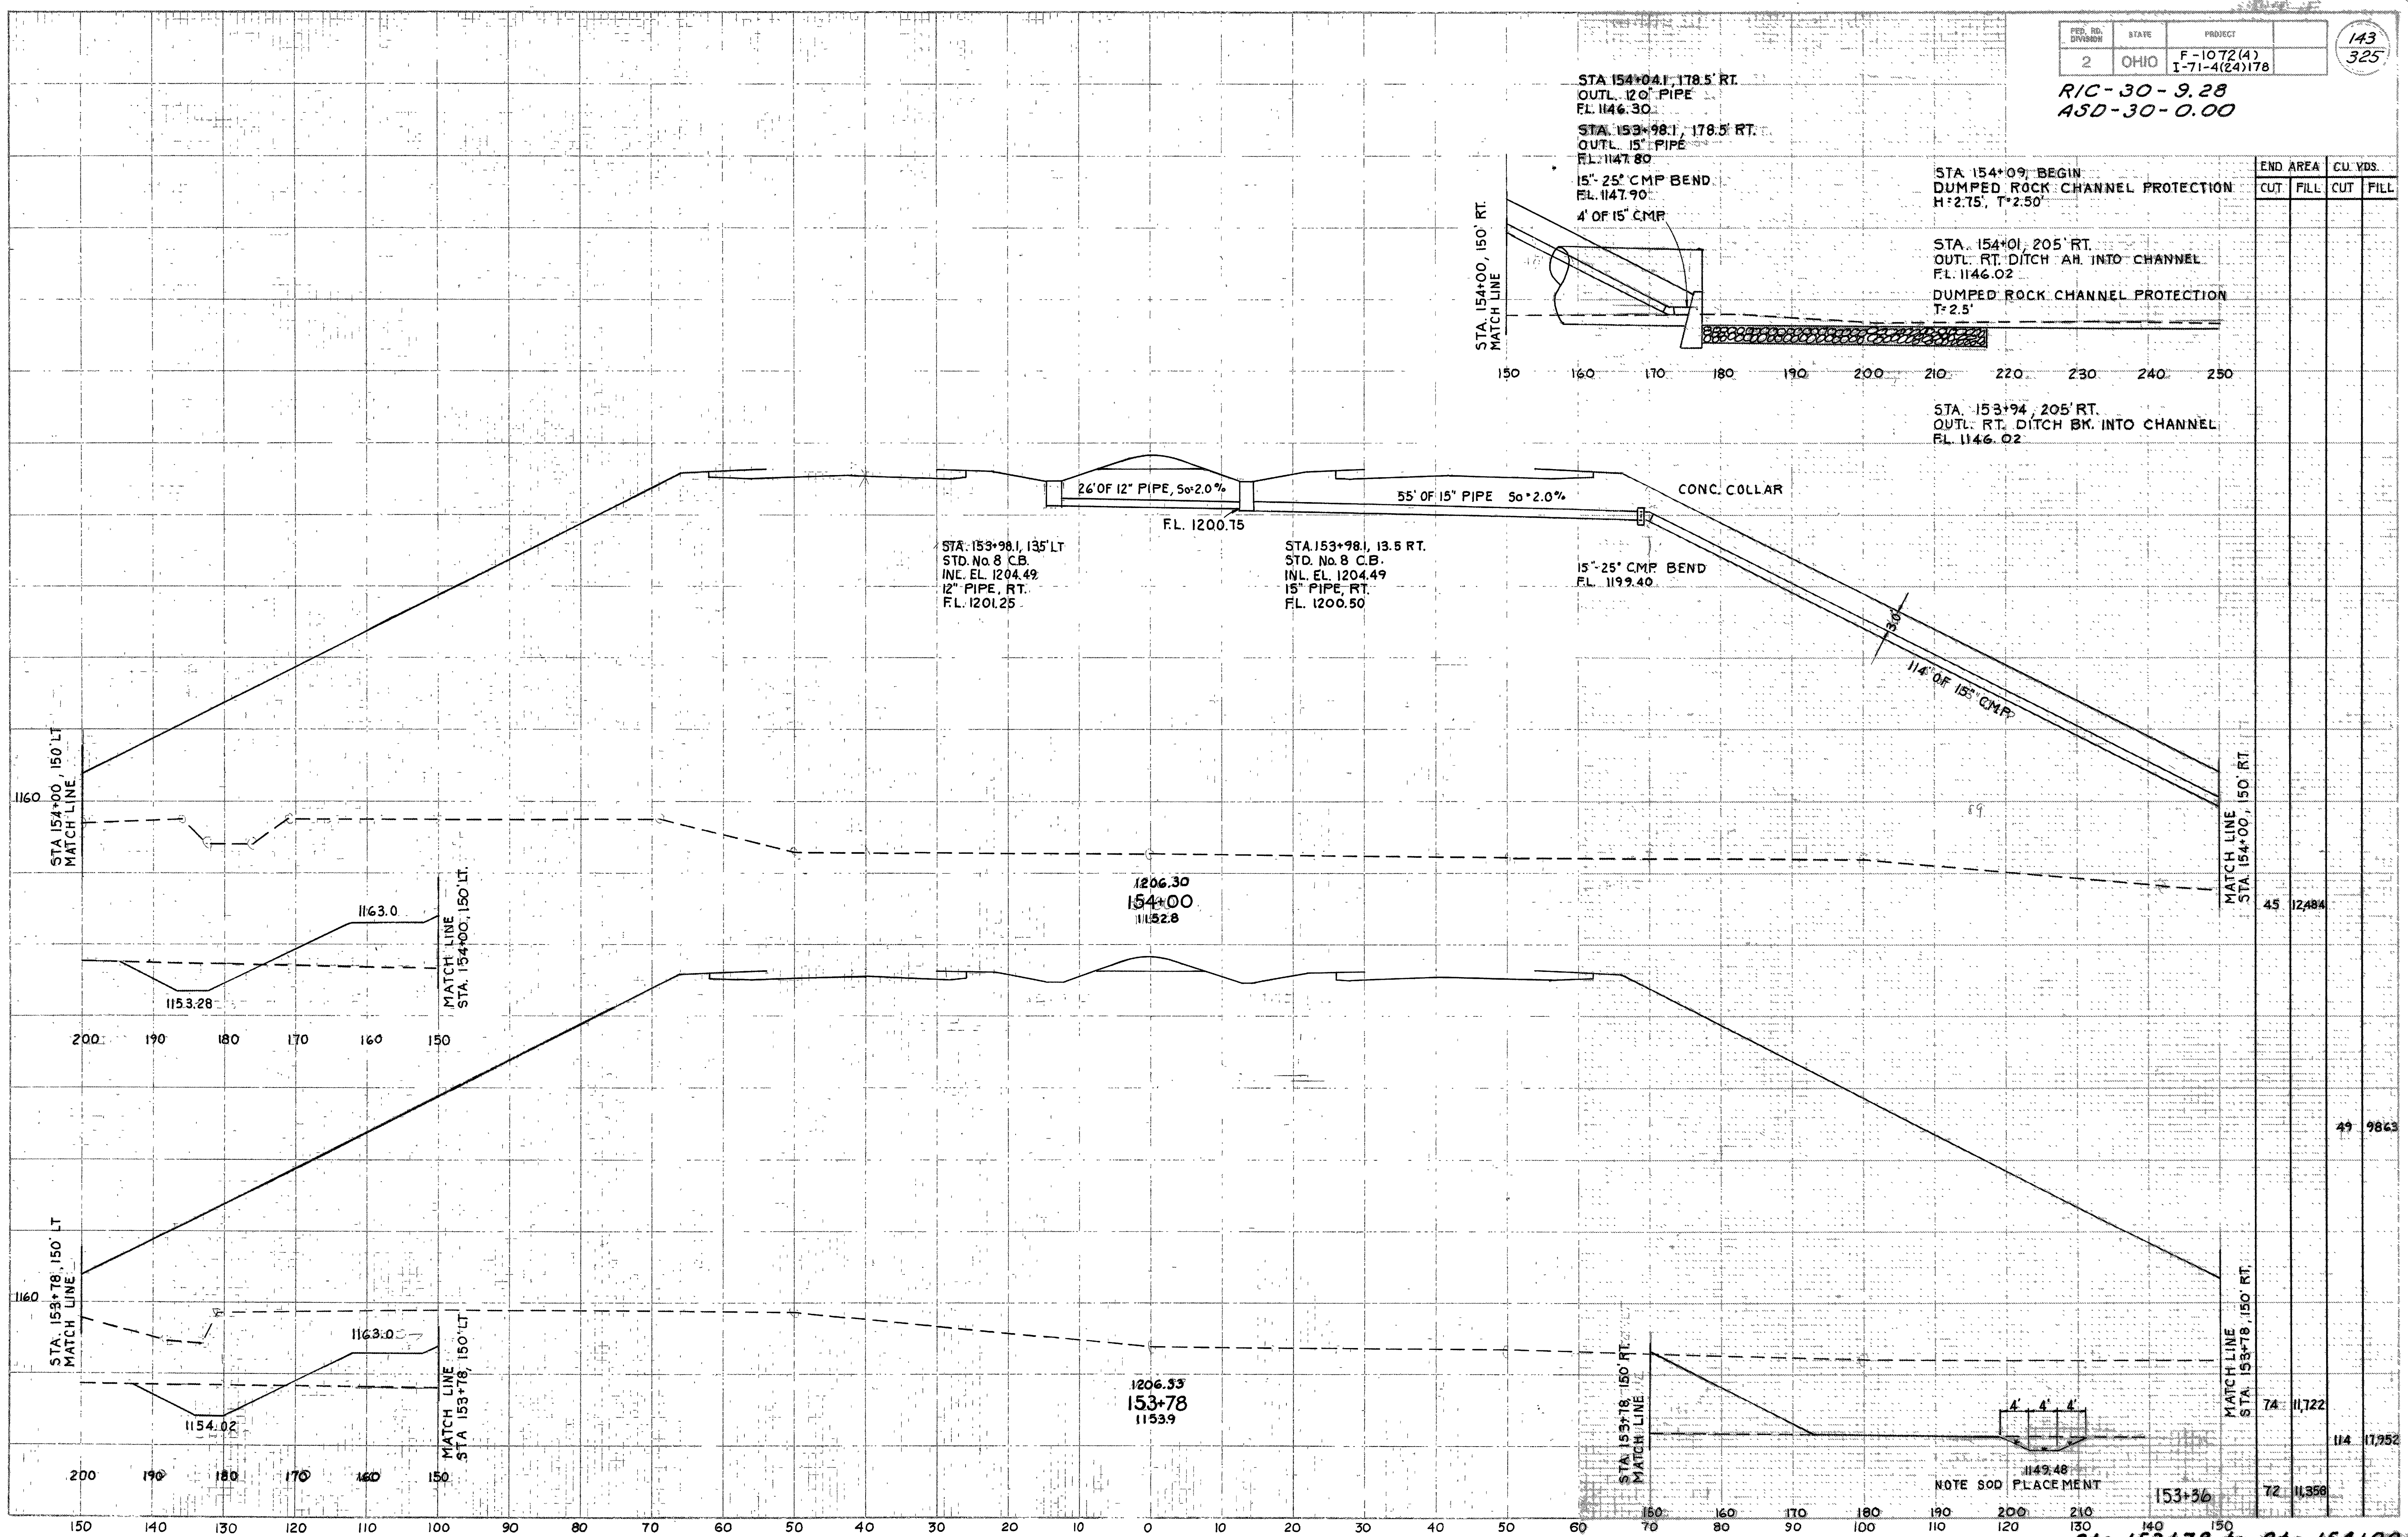 FED. RD. DIVISION STATE PROJECT
2 OHIO F-1072(4)
I-71-4(24)178
143
325
RIC-30-9.28
ASD-30-0.00
STA 154+04.1, 178.5' RT.
OUTL. 120" PIPE
F.L. 1146.30
STA. 153+98.1, 178.5' RT.
OUTL. 15" PIPE
F.L. 1147.80
15"-25° CMP BEND
F.L. 1147.90
4' OF 15" CMP
STA. 154+00, 150' RT.
MATCH LINE
STA. 154+09, BEGIN
DUMPED ROCK CHANNEL PROTECTION
H=2.75', T=2.50'
STA. 154+01, 205' RT.
OUTL. RT. DITCH AH. INTO CHANNEL
F.L. 1146.02
DUMPED ROCK CHANNEL PROTECTION
T=2.5'
150 160 170 180 190 200 210 220 230 240 250
STA. 153+94, 205' RT.
OUTL. RT. DITCH BK. INTO CHANNEL
F.L. 1146.02
END AREA CU. YDS.
CUT FILL CUT FILL
26' OF 12" PIPE, So=2.0%
55' OF 15" PIPE So=2.0%
CONC. COLLAR
F.L. 1200.75
STA. 153+98.1, 13.5' LT
STD. No. 8 C.B.
INL. EL. 1204.49
12" PIPE, RT.
F.L. 1201.25
STA. 153+98.1, 13.5 RT.
STD. No. 8 C.B.
INL. EL. 1204.49
15" PIPE, RT.
F.L. 1200.50
15"-25° CMP BEND
F.L. 1199.40
3.0'
114' OF 15" C.M.P.
1160
STA 154+00, 150' LT
MATCH LINE
89
MATCH LINE
STA. 154+00, 150' RT.
1206.30
154+00
1152.8
45 12,484
1163.0
1153.28
MATCH LINE
STA. 154+00, 150' LT.
200 190 180 170 160 150
49 9863
1160
STA. 153+78, 150' LT
MATCH LINE
1163.0
1154.02
MATCH LINE
STA 153+78, 150' LT
1206.33
153+78
1153.9
STA 153+78, 150' RT.
MATCH LINE
4' 4' 4'
1149.48
NOTE SOD PLACEMENT
MATCH LINE
STA. 153+78, 150' RT.
74 11,722
114 17,952
153+36
72 11,358
200 190 180 170 160 150
150 160 170 180 190 200 210
150 140 130 120 110 100 90 80 70 60 50 40 30 20 10 0 10 20 30 40 50 60 70 80 90 100 110 120 130 140 150